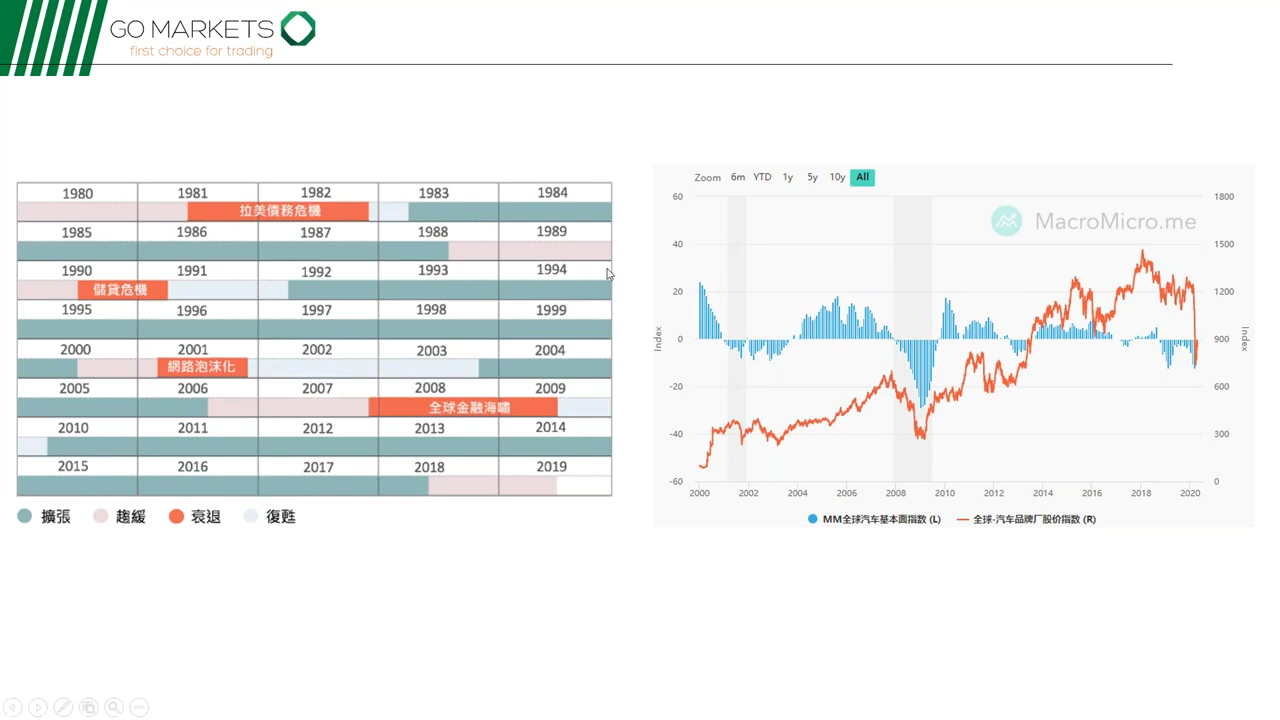 GO MARKETS
first choice for trading
1980 1981 1982 1983 1984
拉美債務危機
1985 1986 1987 1988 1989
1990 1991 1992 1993 1994
儲貸危機
1995 1996 1997 1998 1999
2000 2001 2002 2003 2004
網路泡沫化
2005 2006 2007 2008 2009
全球金融海嘯
2010 2011 2012 2013 2014
2015 2016 2017 2018 2019
擴張 趨緩 衰退 復甦
Zoom 6m YTD 1y 5y 10y All
MacroMicro.me
60 1800
40 1500
20 1200
0 900
-20 600
-40 300
-60 0
Index
Index
2000 2002 2004 2006 2008 2010 2012 2014 2016 2018 2020
MM全球汽车基本面指数 (L) 全球-汽车品牌厂股价指数 (R)